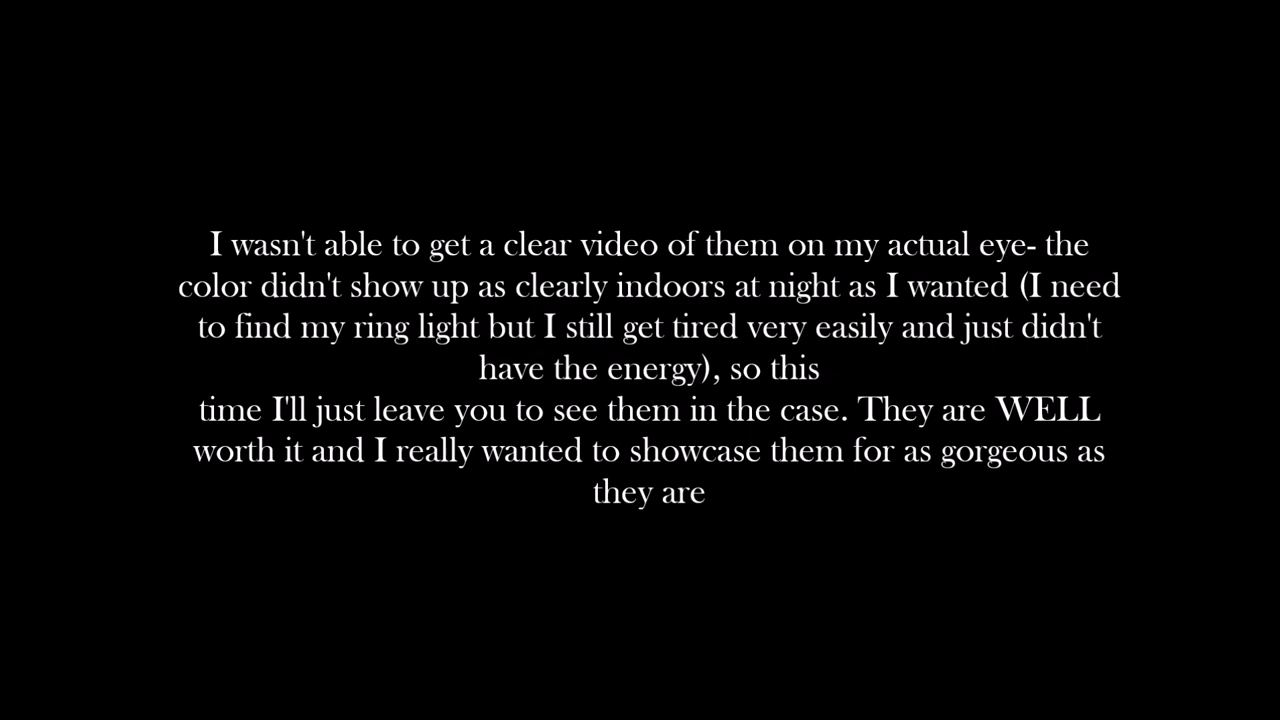 I wasn't able to get a clear video of them on my actual eye- the
color didn't show up as clearly indoors at night as I wanted (I need
to find my ring light but I still get tired very easily and just didn't
have the energy), so this
time I'll just leave you to see them in the case. They are WELL
worth it and I really wanted to showcase them for as gorgeous as
they are